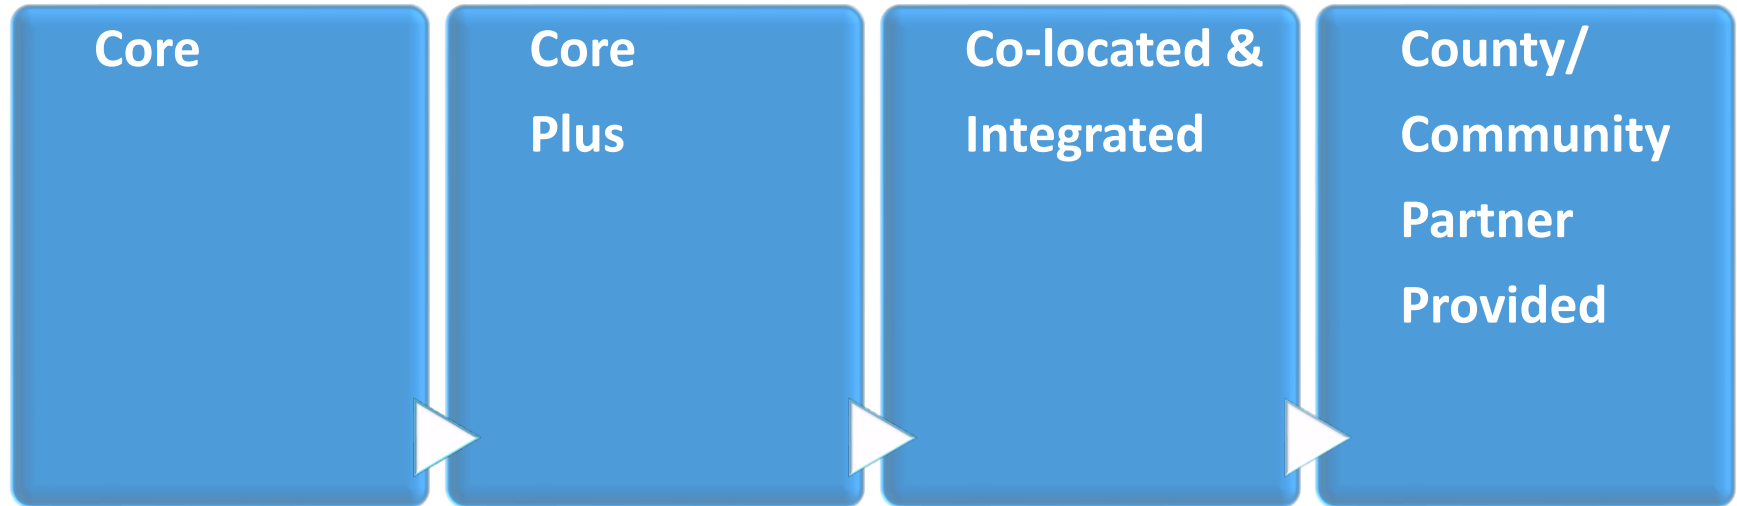 Core
Core
Plus
Co-located &
Integrated
County/
Community
Partner
Provided